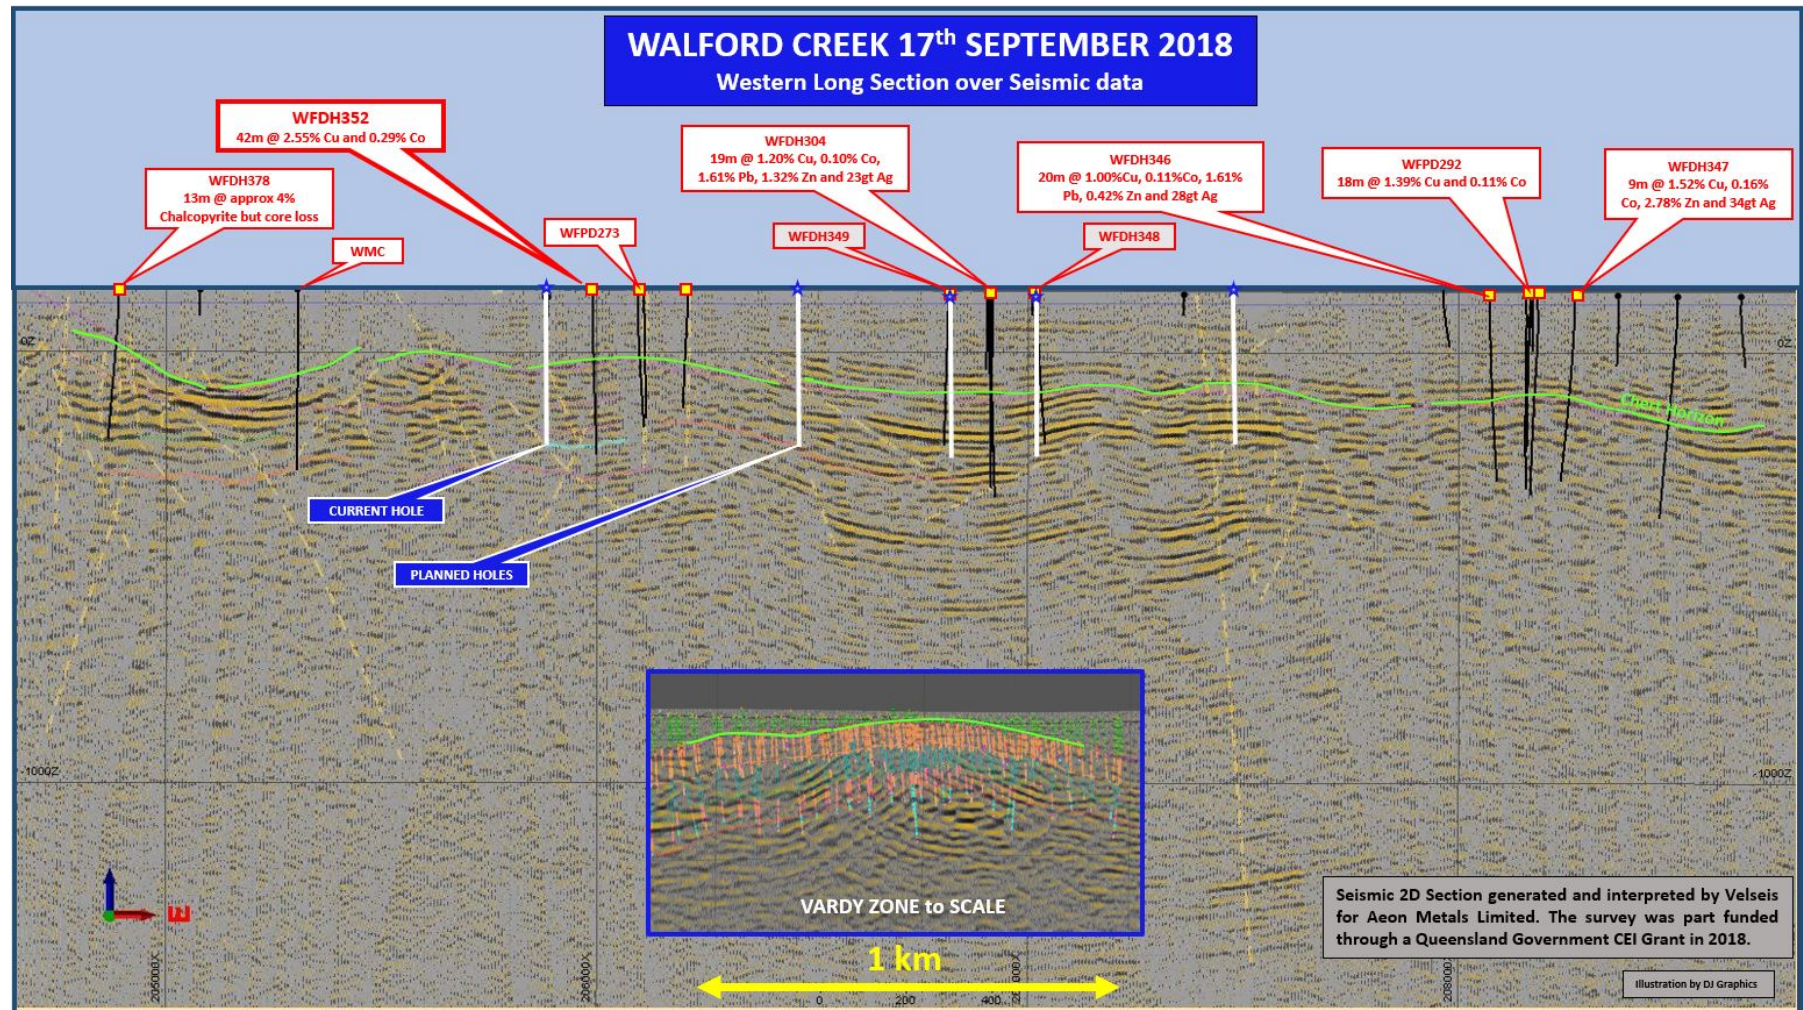 WALFORD CREEK 17th SEPTEMBER 2018
Western Long Section over Seismic data
WFDH352
42m @ 2.55% Cu and 0.29% Co
WFDH304
19m @ 1.20% Cu, 0.10% Co,
1.61% Pb, 1.32% Zn and 23gt Ag
WFDH346
20m @ 1.00%Cu, 0.11%Co, 1.61%
Pb, 0.42% Zn and 28gt Ag
WFPD292
18m @ 1.39% Cu and 0.11% Co
WFDH347
9m @ 1.52% Cu, 0.16%
Co, 2.78% Zn and 34gt Ag
WFDH378
13m @ approx 4%
Chalcopyrite but core loss
WMC
WFPD273
WFDH349
WFDH348
0Z
0Z
Chert Horizon
CURRENT HOLE
PLANNED HOLES
-1000Z
-1000Z
VARDY ZONE to SCALE
E
1 km
205000X
206000X
0
200
400
208000X
Seismic 2D Section generated and interpreted by Velseis
for Aeon Metals Limited. The survey was part funded
through a Queensland Government CEI Grant in 2018.
Illustration by DJ Graphics